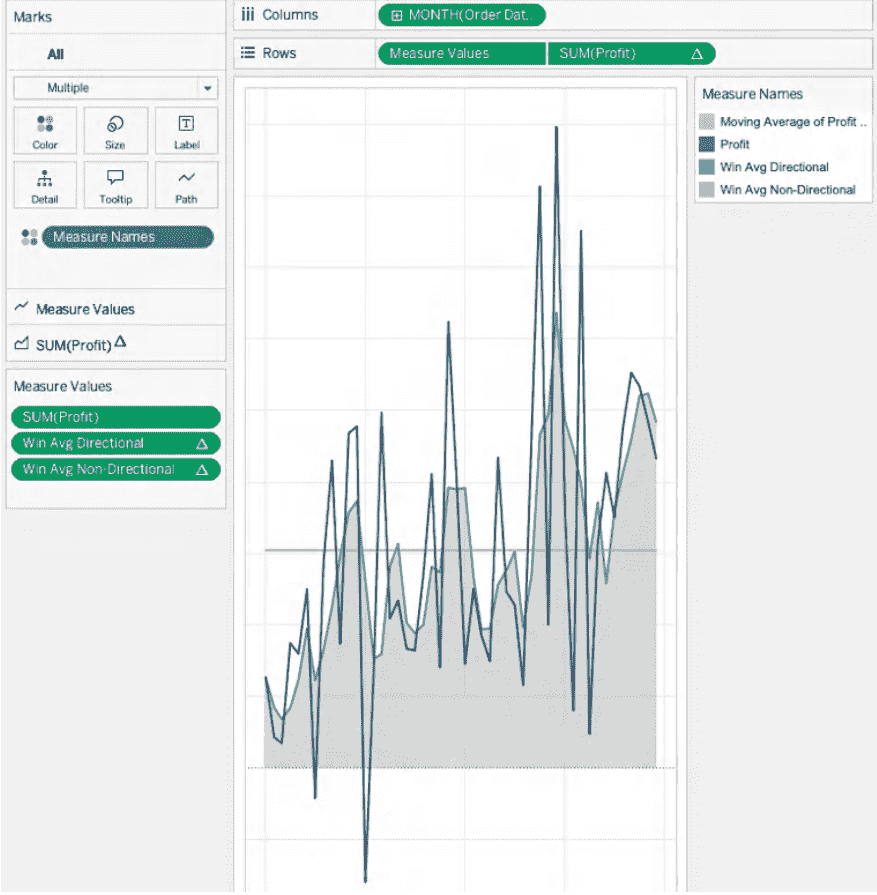 Marks
All
Multiple
Color
Size
Label
Detail
Tooltip
Path
Measure Names
Measure Values
SUM(Profit)
Measure Values
SUM(Profit)
Win Avg Directional
Win Avg Non-Directional
Columns
MONTH(Order Dat..
Rows
Measure Values
SUM(Profit)
Measure Names
Moving Average of Profit ..
Profit
Win Avg Directional
Win Avg Non-Directional